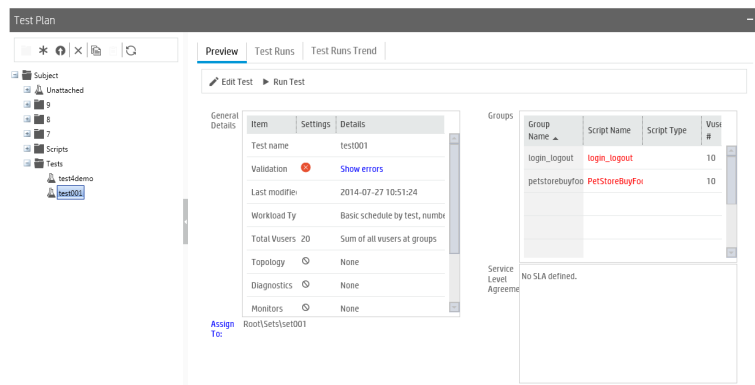 Test Plan
Subject
Unattached
9
8
7
Scripts
Tests
test4demo
test001
Preview Test Runs Test Runs Trend
Edit Test Run Test
General
Details
Item Settings Details
Test name test001
Validation Show errors
Last modifie 2014-07-27 10:51:24
Workload Ty Basic schedule by test, numbe
Total Vusers 20 Sum of all vusers at groups
Topology None
Diagnostics None
Monitors None
Assign
To:
Root\Sets\set001
Groups
Group
Name
Script Name
Script Type
Vuse
#
login_logout login_logout 10
petstorebuyfoo PetStoreBuyFo 10
Service
Level
Agreeme
No SLA defined.